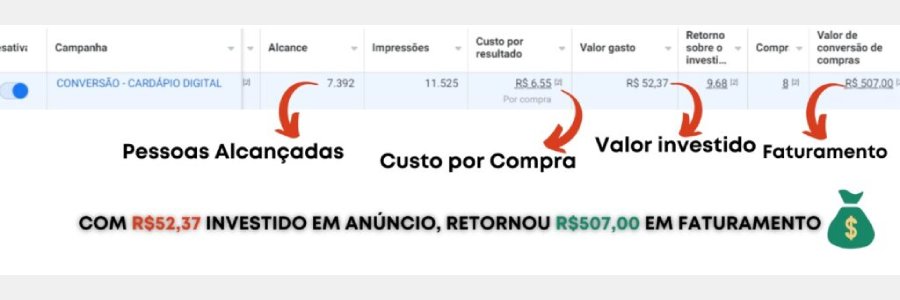 esativa Campanha Alcance Impressões Custo por resultado Valor gasto Retorno sobre o investi... Compr Valor de conversão de compras
CONVERSÃO - CARDÁPIO DIGITAL [2] 7.392 11.525 R$ 6,55 [2] R$ 52,37 9,68 [2] 8 [2] R$ 507,00
Por compra
Pessoas Alcançadas
Custo por Compra
Valor investido
Faturamento
COM R$52,37 INVESTIDO EM ANÚNCIO, RETORNOU R$507,00 EM FATURAMENTO
$